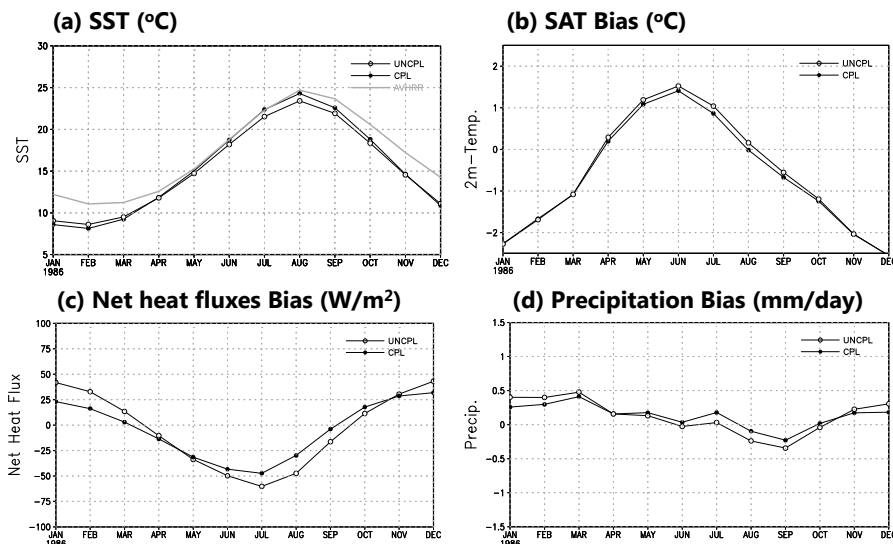 (a) SST (ºC)
30
25
20
15
10
5
SST
UNCPL
CPL
AVHRR
JAN FEB MAR APR MAY JUN JUL AUG SEP OCT NOV DEC
1986
(b) SAT Bias (ºC)
2
1
0
-1
-2
2m-Temp.
UNCPL
CPL
JAN FEB MAR APR MAY JUN JUL AUG SEP OCT NOV DEC
1986
(c) Net heat fluxes Bias (W/m²)
100
75
50
25
0
-25
-50
-75
-100
Net Heat Flux
UNCPL
CPL
JAN FEB MAR APR MAY JUN JUL AUG SEP OCT NOV DEC
1986
(d) Precipitation Bias (mm/day)
1.5
1
0.5
0
-0.5
-1
-1.5
Precip.
UNCPL
CPL
JAN FEB MAR APR MAY JUN JUL AUG SEP OCT NOV DEC
1986